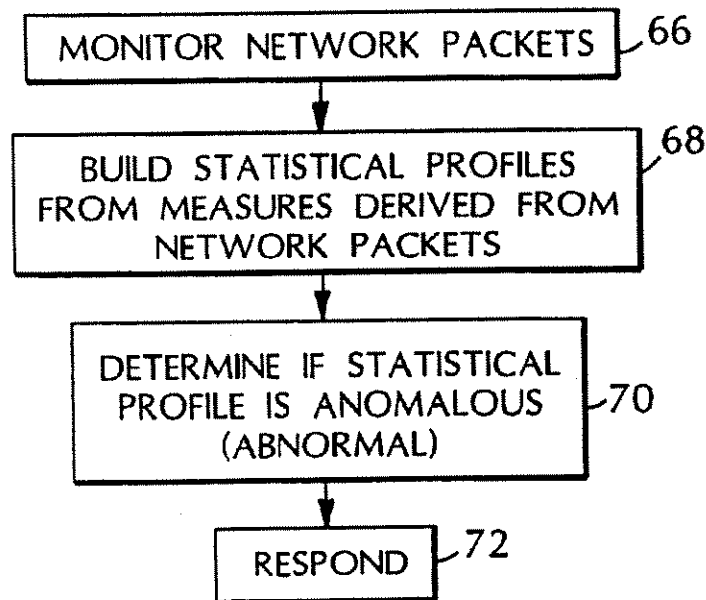 MONITOR NETWORK PACKETS 66
BUILD STATISTICAL PROFILES 68
FROM MEASURES DERIVED FROM
NETWORK PACKETS
DETERMINE IF STATISTICAL
PROFILE IS ANOMALOUS 70
(ABNORMAL)
RESPOND 72